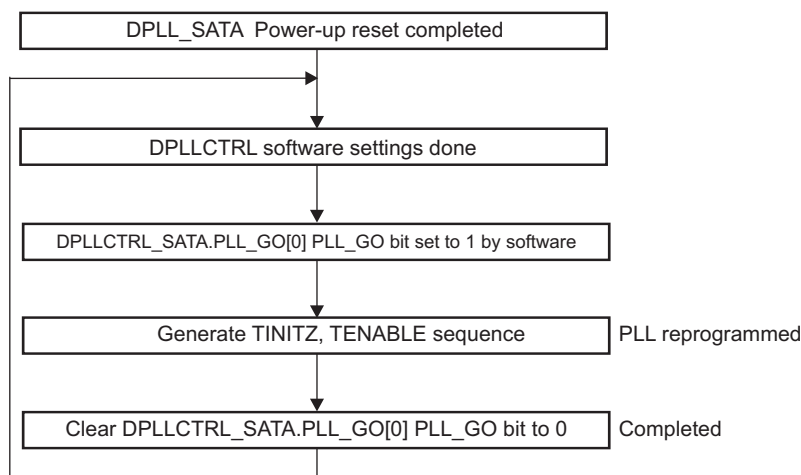 DPLL_SATA Power-up reset completed
DPLLCTRL software settings done
DPLLCTRL_SATA.PLL_GO[0] PLL_GO bit set to 1 by software
Generate TINITZ, TENABLE sequence
PLL reprogrammed
Clear DPLLCTRL_SATA.PLL_GO[0] PLL_GO bit to 0
Completed